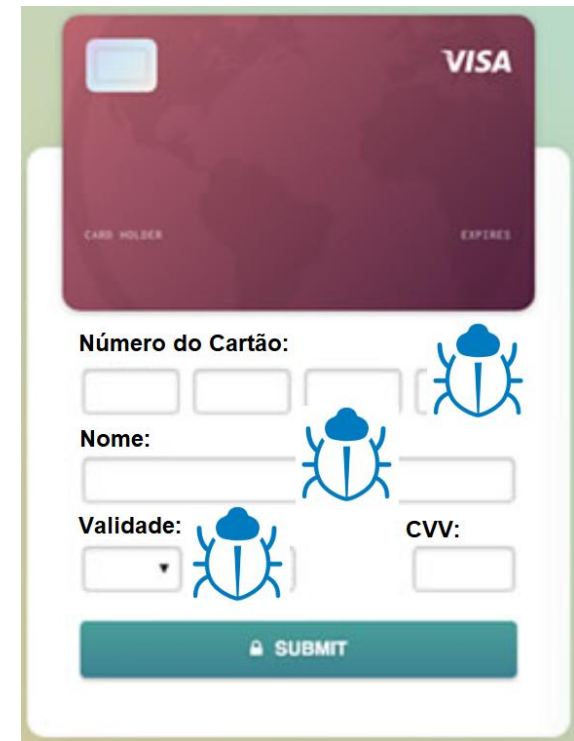 VISA
CARD HOLDER EXPIRES
Número do Cartão:
Nome:
Validade: CVV:
SUBMIT